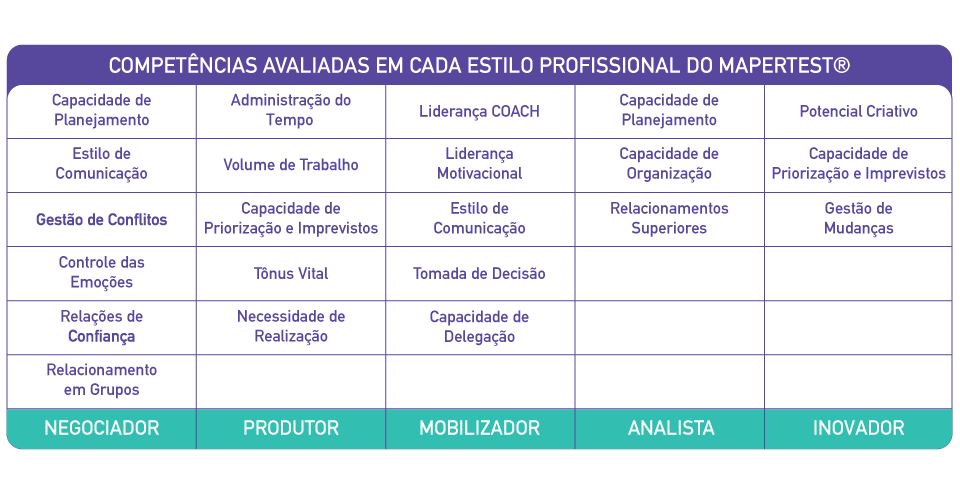 COMPETÊNCIAS AVALIADAS EM CADA ESTILO PROFISSIONAL DO MAPERTEST®
Capacidade de
Planejamento
Administração do
Tempo
Liderança COACH
Capacidade de
Planejamento
Potencial Criativo
Estilo de
Comunicação
Volume de Trabalho
Liderança
Motivacional
Capacidade de
Organização
Capacidade de
Priorização e Imprevistos
Gestão de Conflitos
Capacidade de
Priorização e Imprevistos
Estilo de
Comunicação
Relacionamentos
Superiores
Gestão de
Mudanças
Controle das
Emoções
Tônus Vital
Tomada de Decisão
Relações de
Confiança
Necessidade de
Realização
Capacidade de
Delegação
Relacionamento
em Grupos
NEGOCIADOR
PRODUTOR
MOBILIZADOR
ANALISTA
INOVADOR